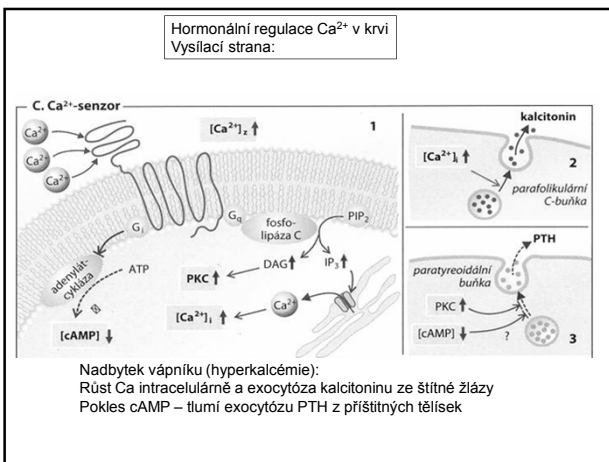 Hormonální regulace Ca²⁺ v krvi
Vysílací strana:
C. Ca²⁺-senzor
1
[Ca²⁺]z ↑
Ca²⁺
Ca²⁺
Ca²⁺
Gi
Gq
fosfo-
lipáza C
PIP₂
adenylát-
cykláza
ATP
DAG ↑
IP₃ ↑
PKC ↑
Ca²⁺
[Ca²⁺]i ↑
[cAMP] ↓
kalcitonin
[Ca²⁺]i ↑
2
parafolikulární
C-buňka
PTH
paratyreoidální
buňka
PKC ↑
[cAMP] ↓
?
3
Nadbytek vápníku (hyperkalcémie):
Růst Ca intracelulárně a exocytóza kalcitoninu ze štítné žlázy
Pokles cAMP – tlumí exocytózu PTH z příštitných tělísek